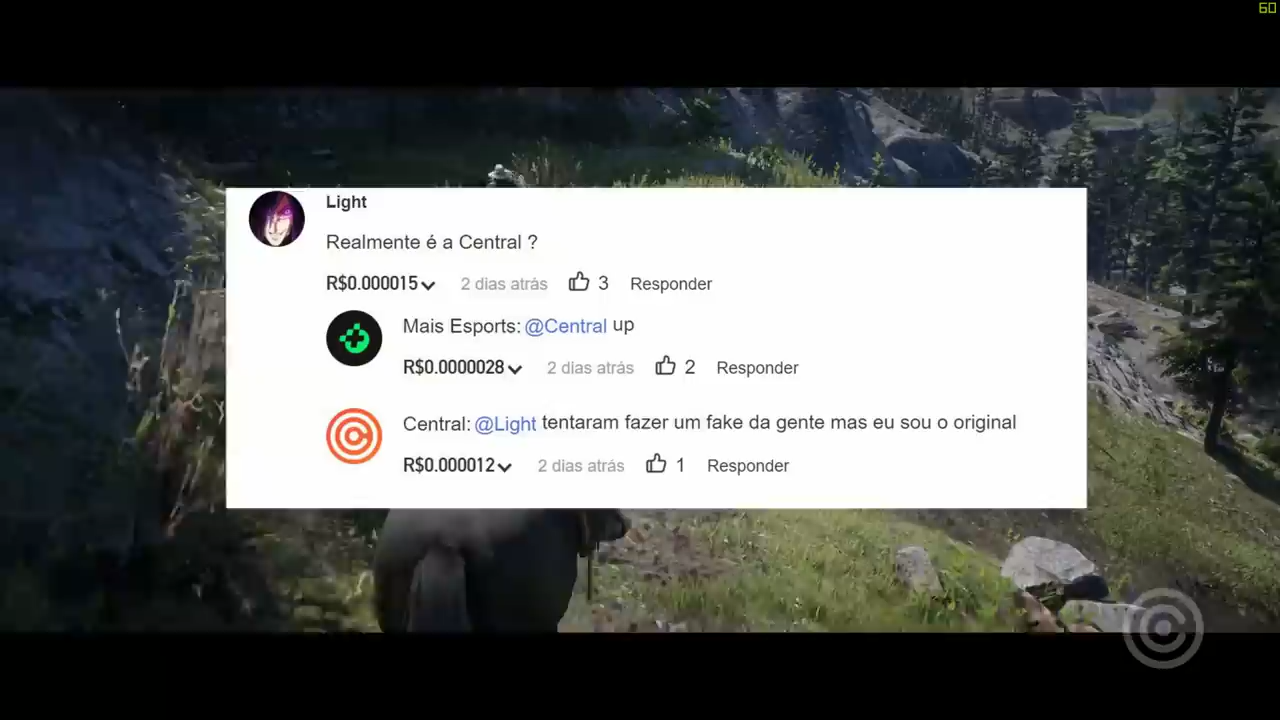 60
Light
Realmente é a Central ?
R$0.000015 2 dias atrás 3 Responder
Mais Esports: @Central up
R$0.0000028 2 dias atrás 2 Responder
Central: @Light tentaram fazer um fake da gente mas eu sou o original
R$0.000012 2 dias atrás 1 Responder